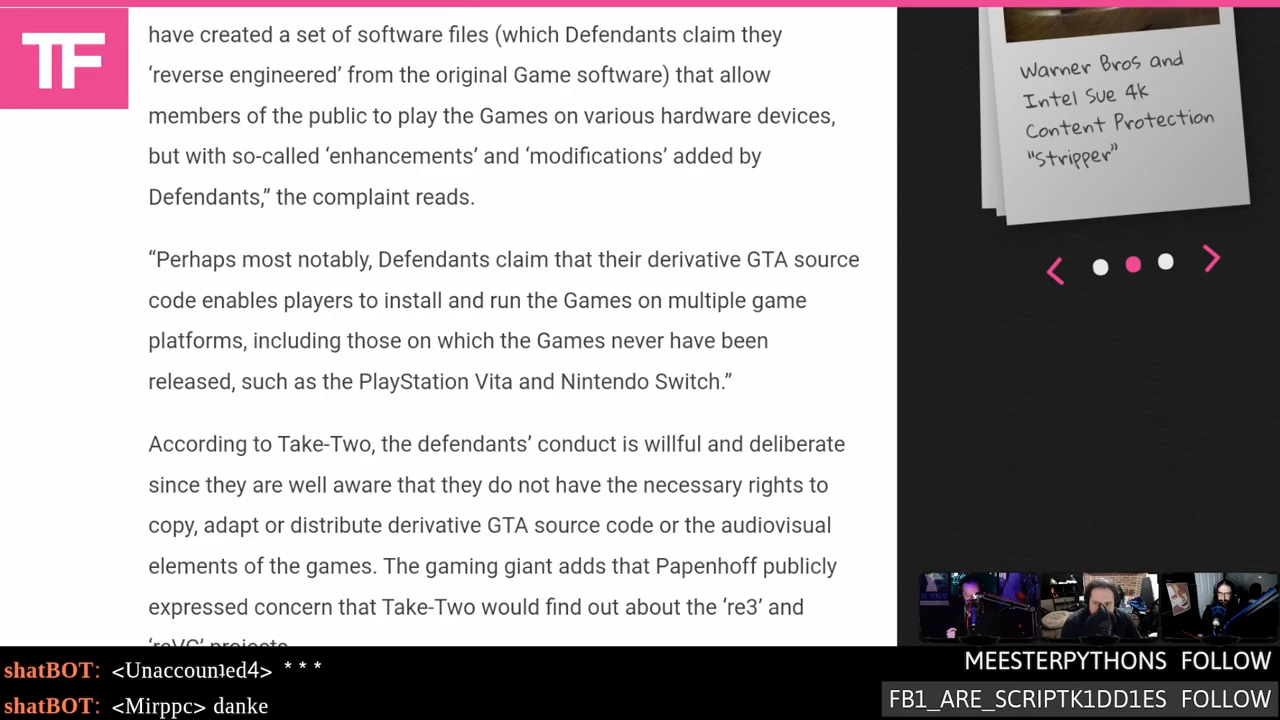 TF
have created a set of software files (which Defendants claim they
‘reverse engineered’ from the original Game software) that allow
members of the public to play the Games on various hardware devices,
but with so-called ‘enhancements’ and ‘modifications’ added by
Defendants,” the complaint reads.
“Perhaps most notably, Defendants claim that their derivative GTA source
code enables players to install and run the Games on multiple game
platforms, including those on which the Games never have been
released, such as the PlayStation Vita and Nintendo Switch.”
According to Take-Two, the defendants’ conduct is willful and deliberate
since they are well aware that they do not have the necessary rights to
copy, adapt or distribute derivative GTA source code or the audiovisual
elements of the games. The gaming giant adds that Papenhoff publicly
expressed concern that Take-Two would find out about the ‘re3’ and
‘reVC’ projects
Warner Bros and
Intel Sue 4k
Content Protection
“Stripper”
shatBOT: <Unaccoun1ed4> ***
shatBOT: <Mirppc> danke
MEESTERPYTHONS FOLLOW
FB1_ARE_SCRIPTK1DD1ES FOLLOW